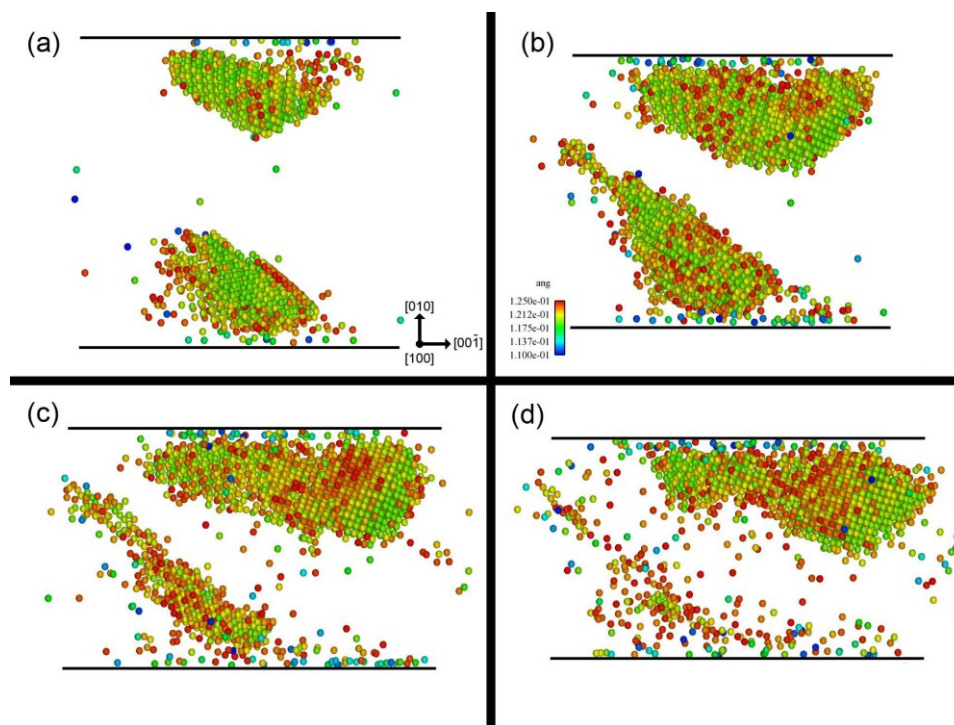 (a)
[010]
[001̄]
[100]
(b)
ang
1.250e-01
1.212e-01
1.175e-01
1.137e-01
1.100e-01
(c)
(d)